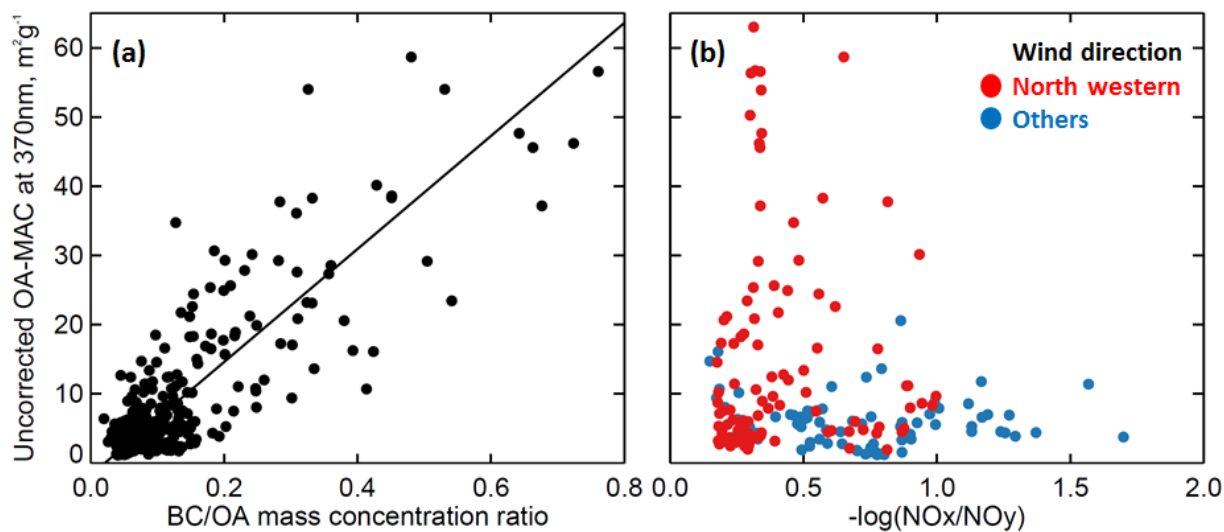 (a)
Uncorrected OA-MAC at 370nm, m²g⁻¹
60
50
40
30
20
10
0
0.0 0.2 0.4 0.6 0.8
BC/OA mass concentration ratio
(b)
Wind direction
North western
Others
0.0 0.5 1.0 1.5 2.0
-log(NOx/NOy)